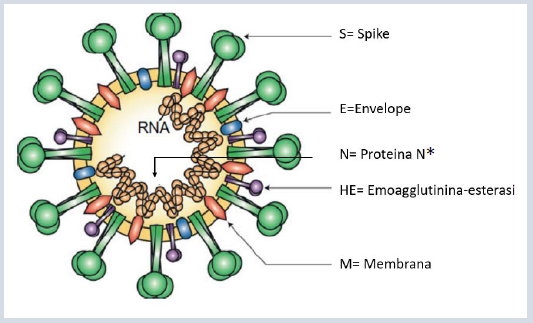 S= Spike
E=Envelope
RNA
N= Proteina N*
HE= Emoagglutinina-esterasi
M= Membrana